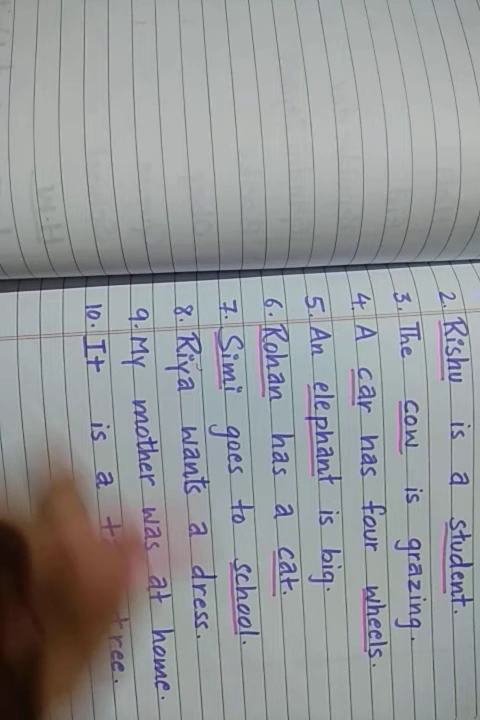 2. Rishu is a student.
3. The cow is grazing.
4. A car has four wheels.
5. An elephant is big.
6. Rohan has a cat.
7. Simi goes to school.
8. Riya wants a dress.
9. My mother was at home.
10. It is a tree.